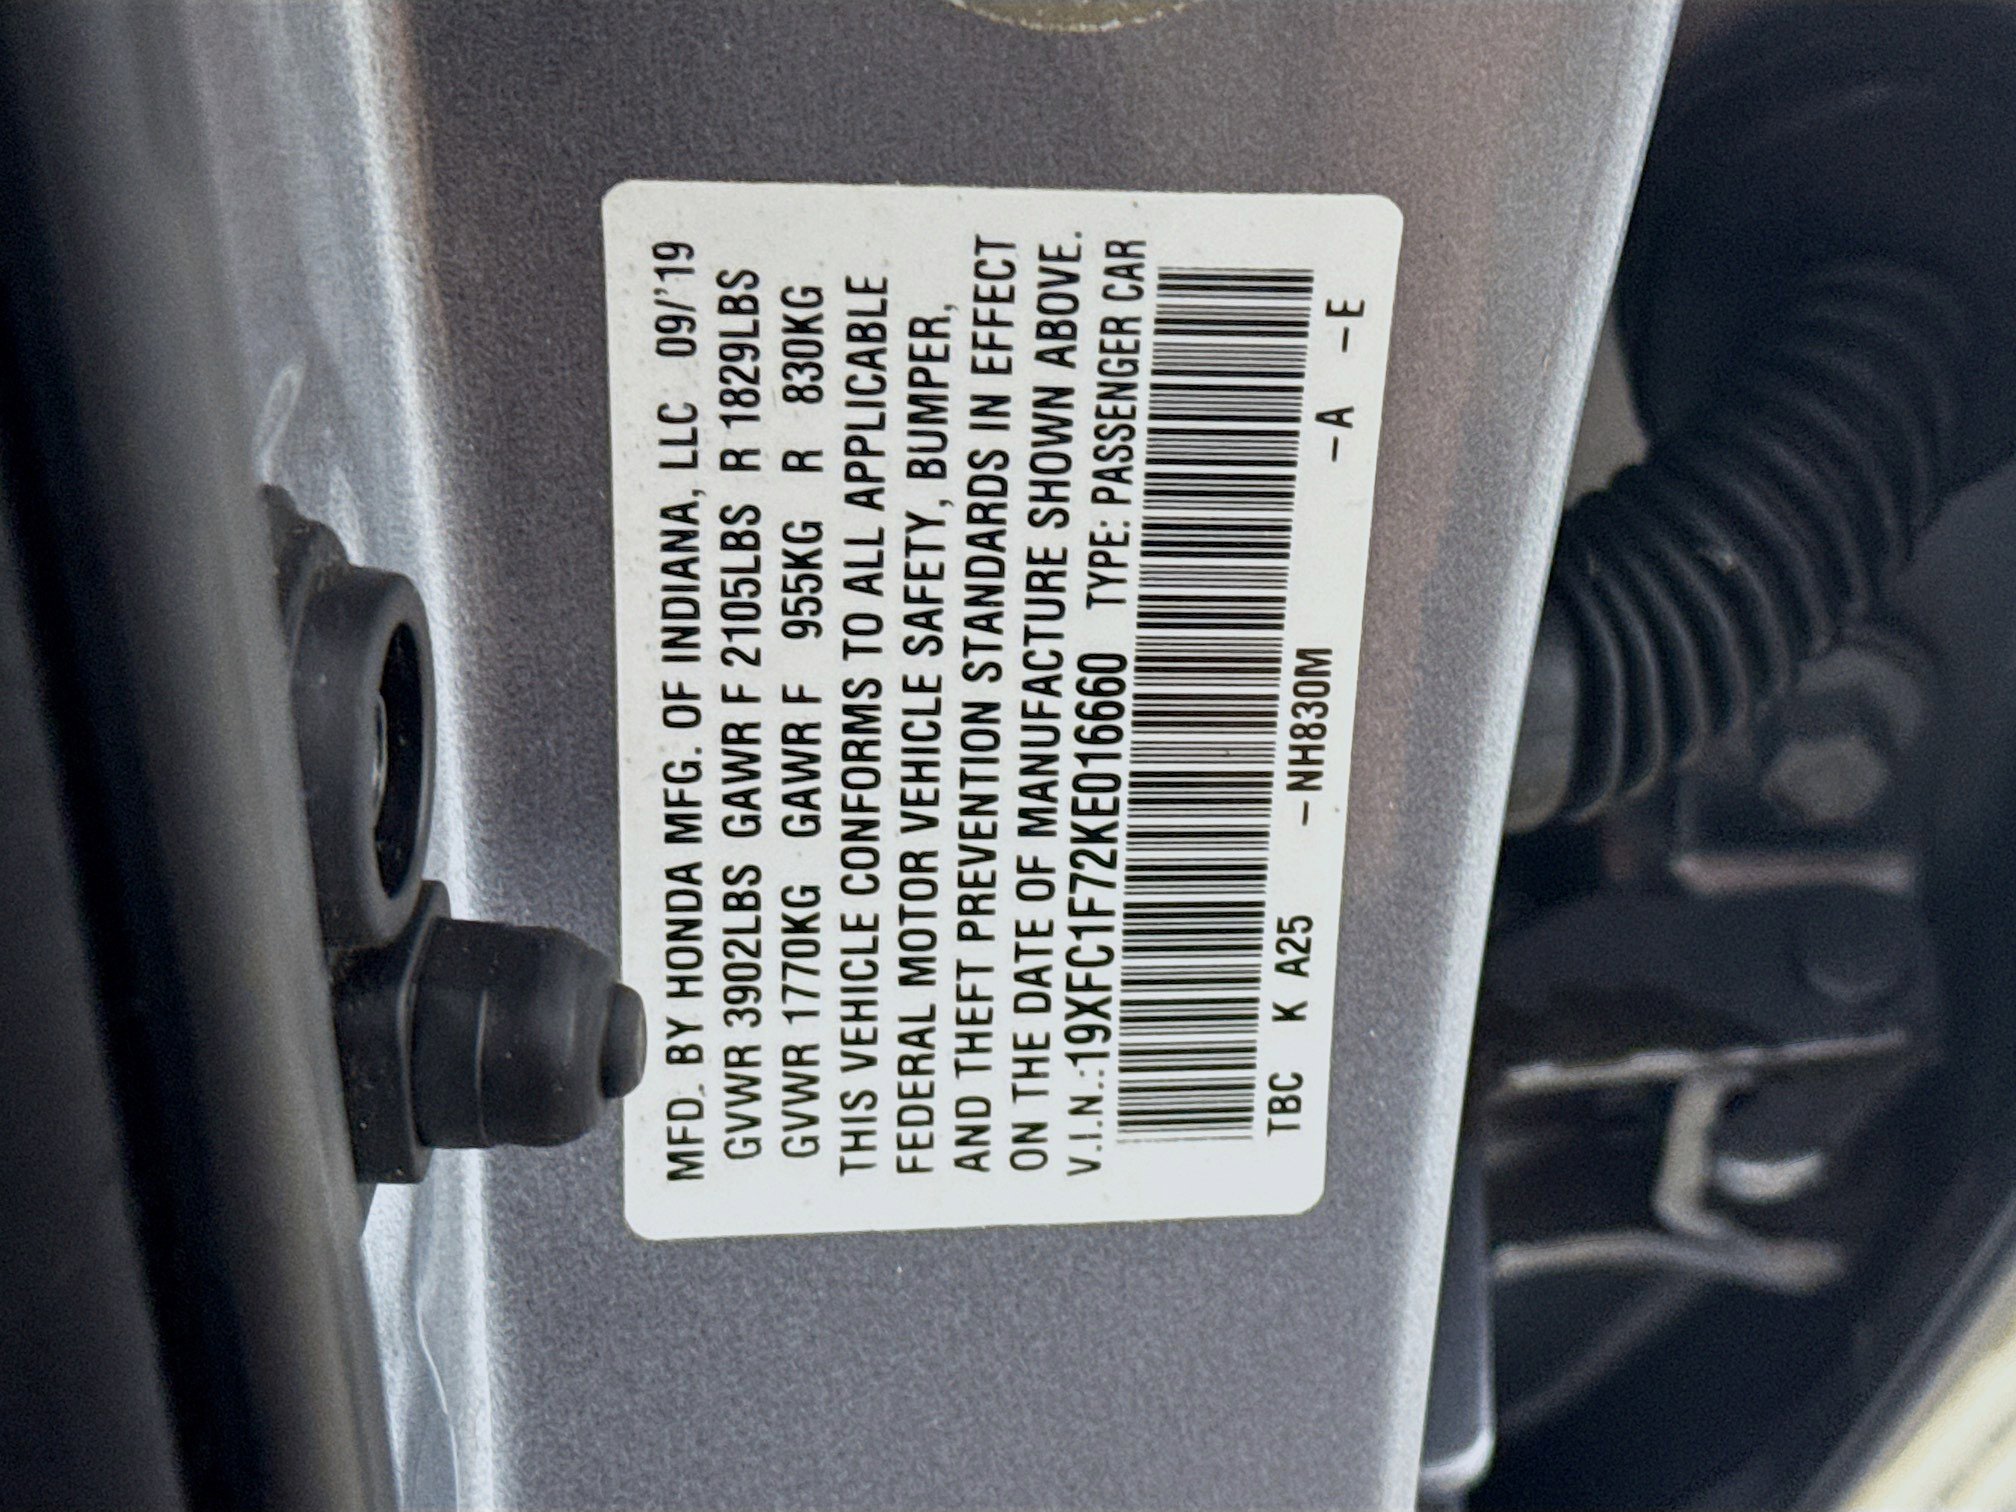 MFD. BY HONDA MFG. OF INDIANA, LLC 09/'19
GVWR 3902LBS GAWR F 2105LBS R 1829LBS
GVWR 1770KG GAWR F 955KG R 830KG
THIS VEHICLE CONFORMS TO ALL APPLICABLE
FEDERAL MOTOR VEHICLE SAFETY, BUMPER,
AND THEFT PREVENTION STANDARDS IN EFFECT
ON THE DATE OF MANUFACTURE SHOWN ABOVE.
V.I.N.:19XFC1F72KE016660 TYPE: PASSENGER CAR
TBC K A25 -NH830M -A -E